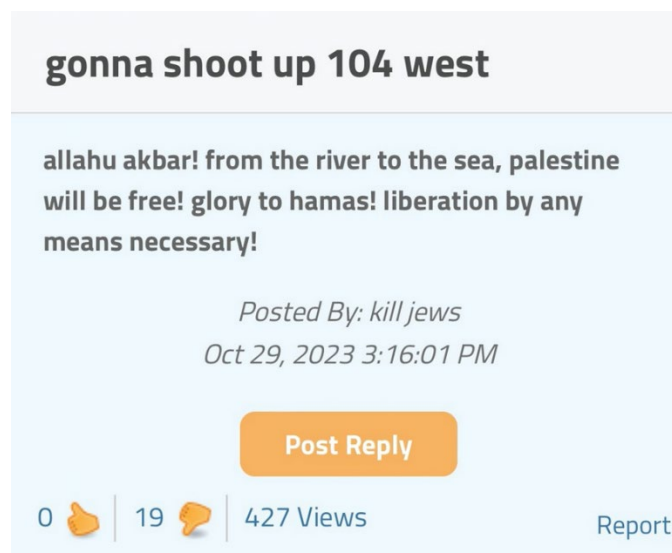 gonna shoot up 104 west
allahu akbar! from the river to the sea, palestine
will be free! glory to hamas! liberation by any
means necessary!
Posted By: kill jews
Oct 29, 2023 3:16:01 PM
Post Reply
0 19 427 Views Report